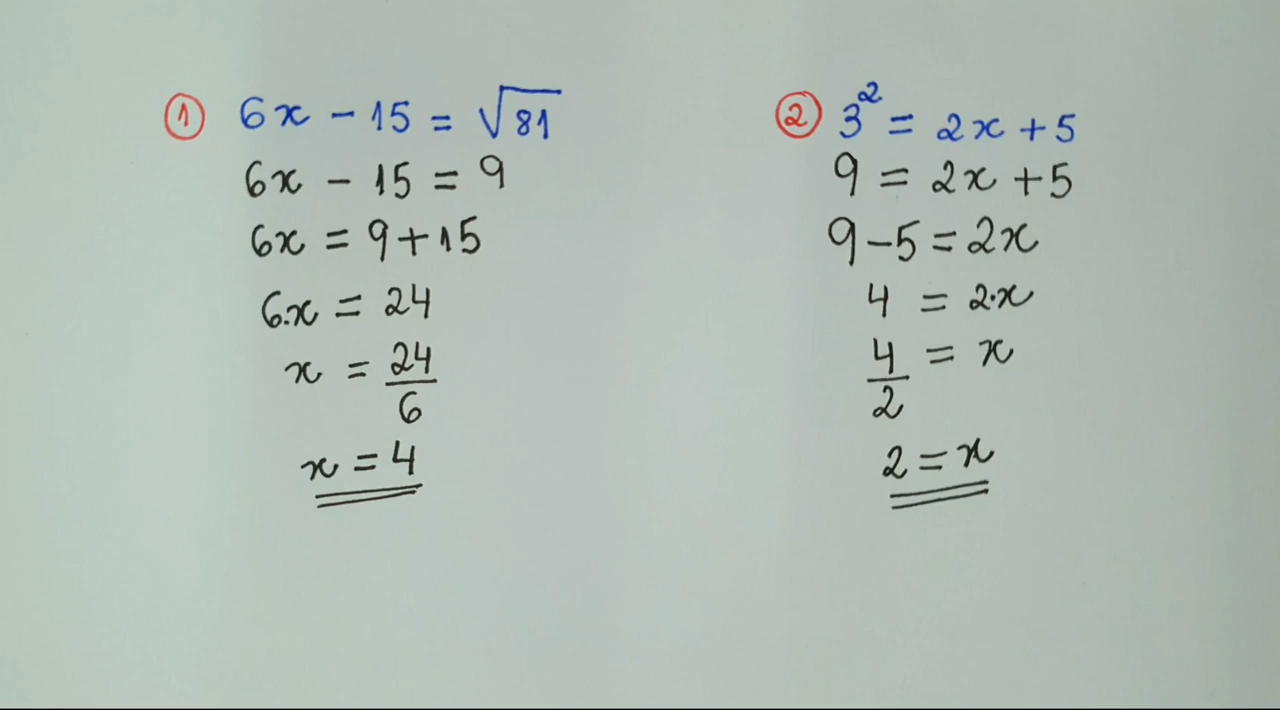 ① 6x - 15 = √81
6x - 15 = 9
6x = 9+15
6.x = 24
x = 24/6
x = 4
② 3² = 2x + 5
9 = 2x +5
9-5 = 2x
4 = 2·x
4/2 = x
2 = x